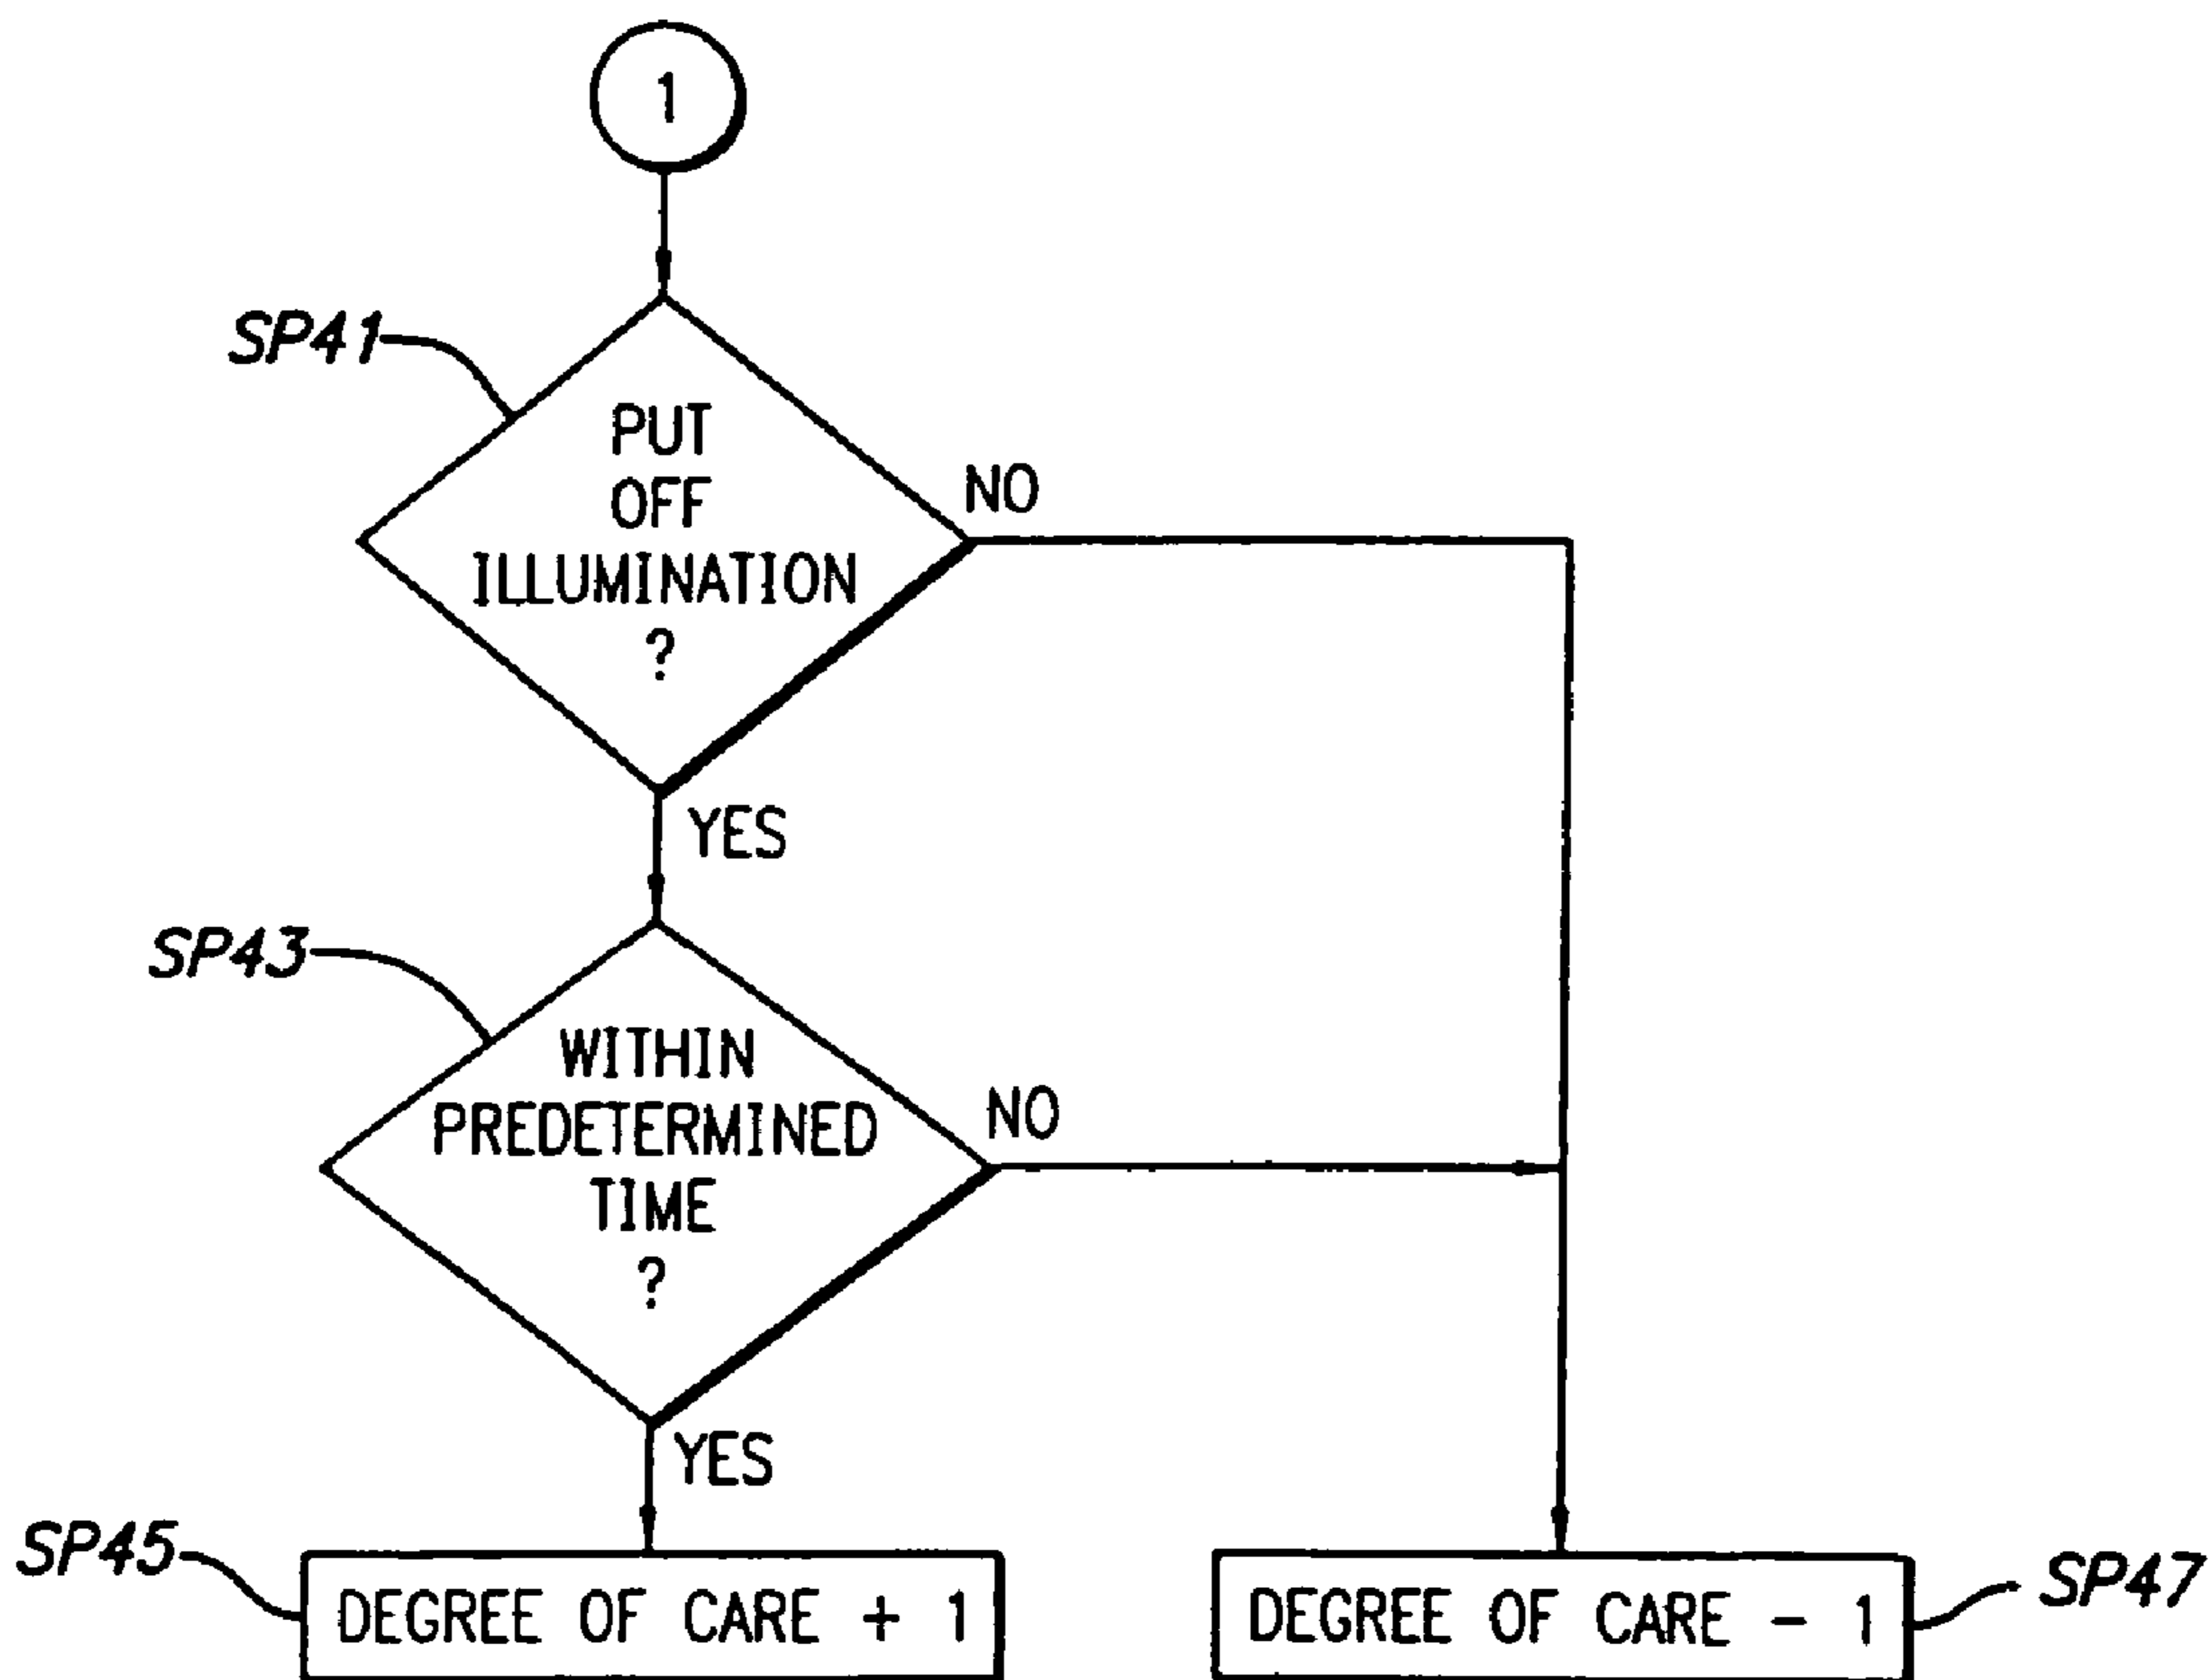 1
SP41
PUT
OFF
ILLUMINATION
?
NO
YES
SP43
WITHIN
PREDETERMINED
TIME
?
NO
YES
SP45
DEGREE OF CARE + 1
DEGREE OF CARE - 1
SP47